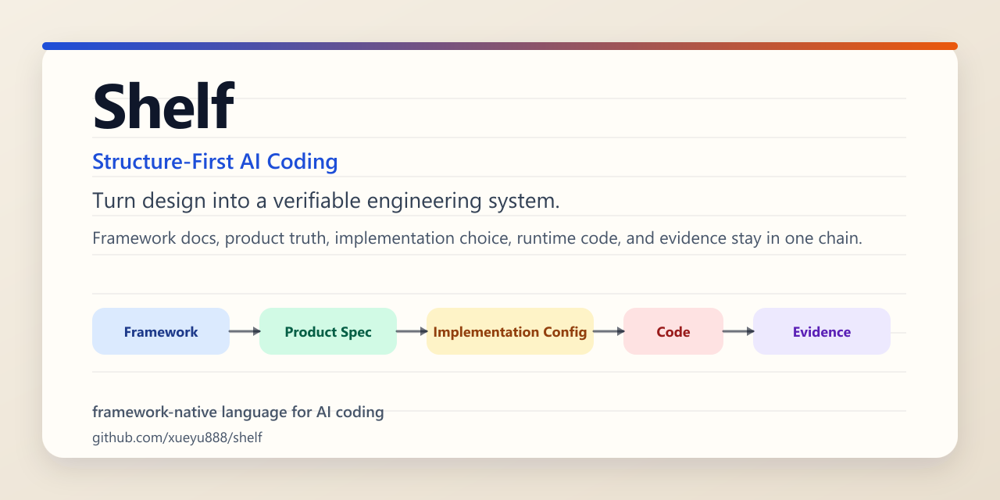 Shelf
Structure-First AI Coding
Turn design into a verifiable engineering system.
Framework docs, product truth, implementation choice, runtime code, and evidence stay in one chain.
Framework
Product Spec
Implementation Config
Code
Evidence
framework-native language for AI coding
github.com/xueyu888/shelf